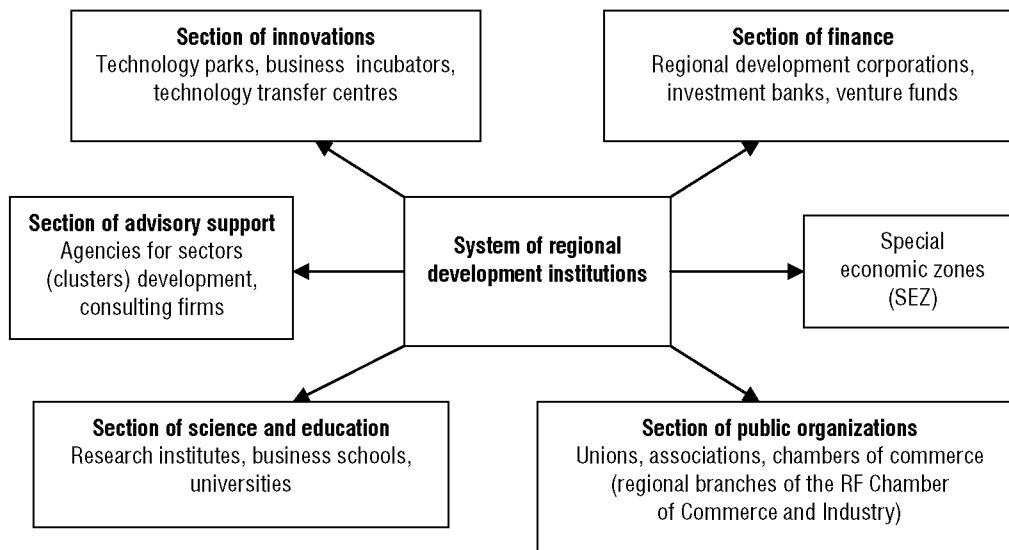 Section of innovations
Technology parks, business incubators,
technology transfer centres
Section of finance
Regional development corporations,
investment banks, venture funds
Section of advisory support
Agencies for sectors
(clusters) development,
consulting firms
System of regional
development institutions
Special
economic zones
(SEZ)
Section of science and education
Research institutes, business schools,
universities
Section of public organizations
Unions, associations, chambers of commerce
(regional branches of the RF Chamber
of Commerce and Industry)